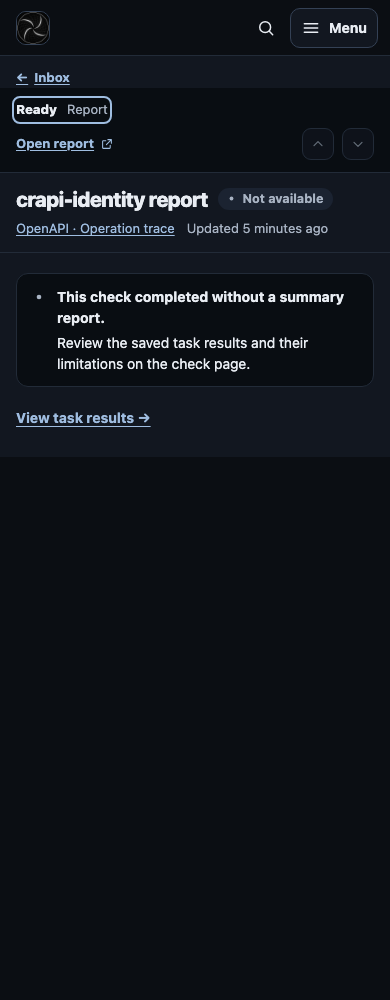 Menu
← Inbox
Ready Report
Open report
crapi-identity report • Not available
OpenAPI · Operation trace Updated 5 minutes ago
• This check completed without a summary
report.
Review the saved task results and their
limitations on the check page.
View task results →